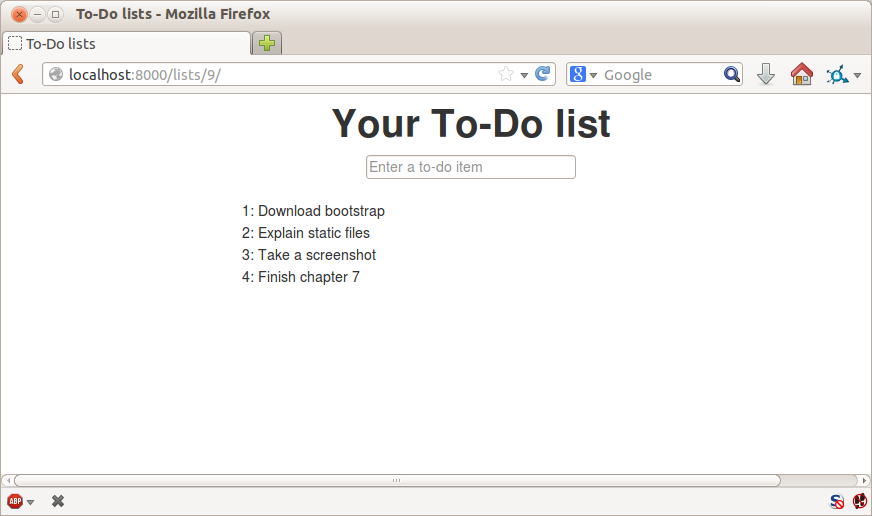 To-Do lists - Mozilla Firefox
To-Do lists
localhost:8000/lists/9/
8 Google
Your To-Do list
Enter a to-do item
1: Download bootstrap
2: Explain static files
3: Take a screenshot
4: Finish chapter 7
ABP
S